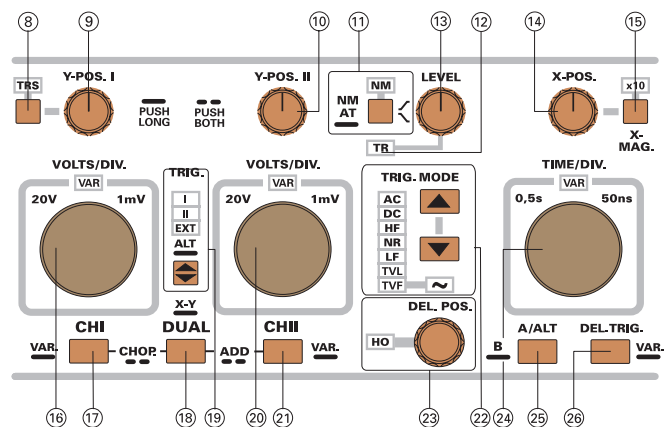 8 9 10 11 13 12 14 15
TRS Y-POS. I Y-POS. II NM LEVEL X-POS. x10
PUSH LONG
PUSH BOTH
NM
AT
TR
X-MAG.
VOLTS/DIV.
VAR
20V 1mV
TRIG.
I
II
EXT
ALT
VOLTS/DIV.
VAR
20V 1mV
TRIG. MODE
AC
DC
HF
NR
LF
TVL
TVF ~
TIME/DIV.
VAR
0,5s 50ns
X-Y
DEL. POS.
HO
CHI DUAL CHII
VAR. CHOP. ADD VAR.
B A/ALT DEL-TRIG. VAR.
16 17 18 19 20 21 23 22 24 25 26